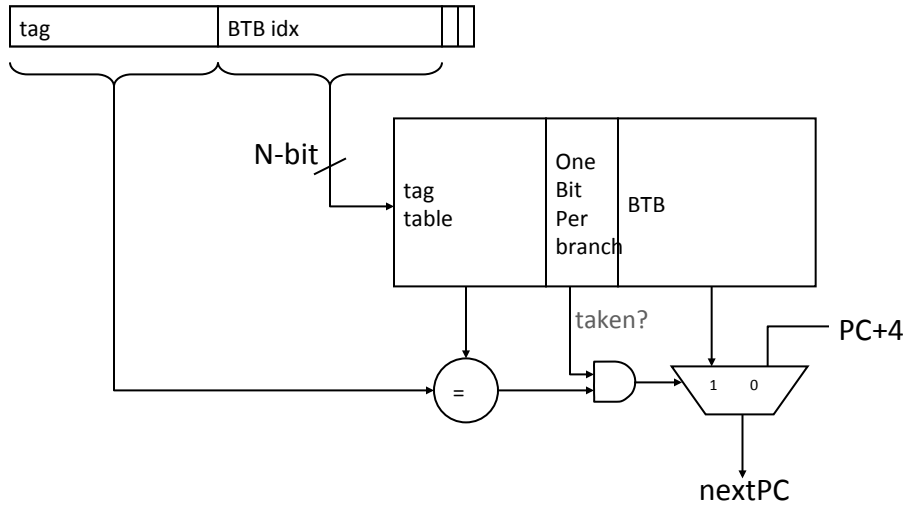 tag
BTB idx
N-bit
tag
table
One
Bit
Per
branch
BTB
taken?
PC+4
=
1
0
nextPC